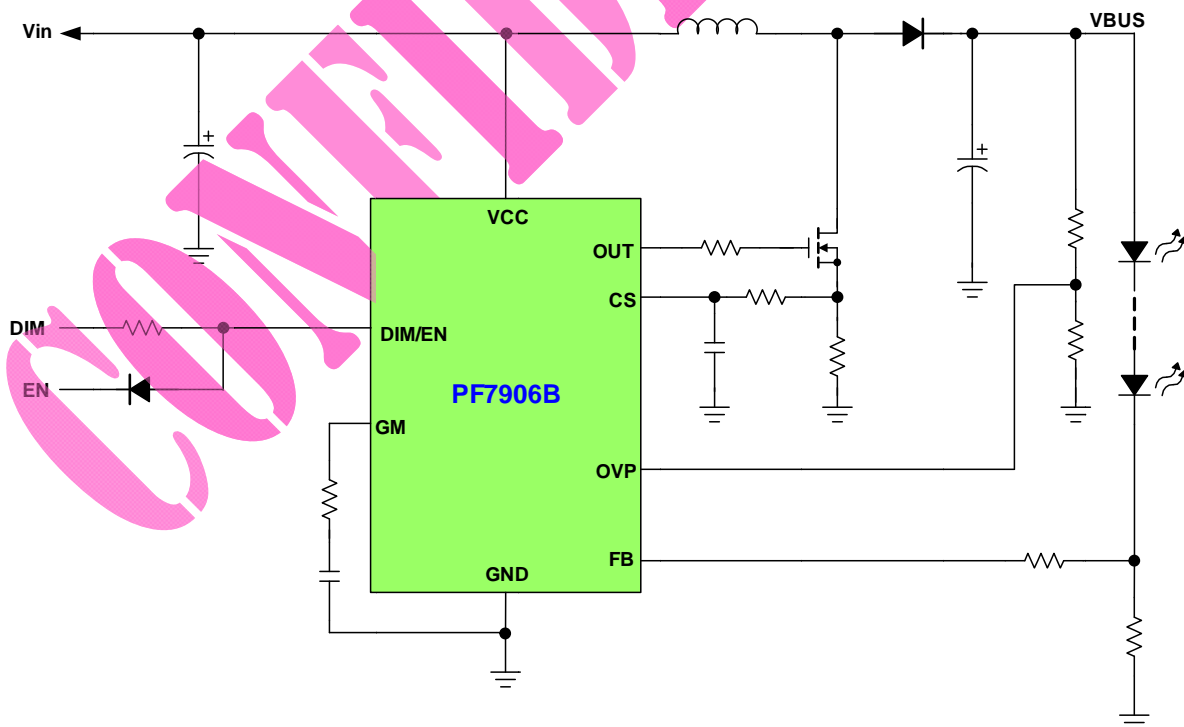 Vin
VBUS
VCC
OUT
CS
DIM
DIM/EN
EN
PF7906B
GM
OVP
FB
GND